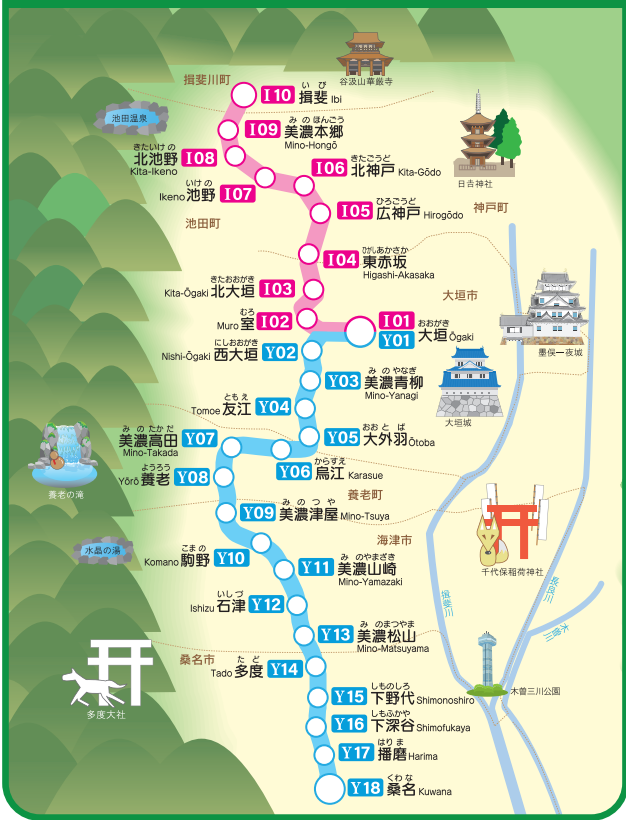 谷汲山華厳寺
揖斐川町
I10
いび
揖斐 Ibi
池田温泉
I09
みのほんごう
美濃本郷
Mino-Hongō
日吉神社
きたいけの
北池野 I08
Kita-Ikeno
I06
きたごうど
北神戸 Kita-Gōdo
いけの
Ikeno 池野 I07
神戸町
I05
ひろごうど
広神戸 Hirogōdo
池田町
I04
ひがしあかさか
東赤坂
Higashi-Akasaka
きたおおがき
Kita-Ōgaki 北大垣 I03
大垣市
むろ
Muro 室 I02
I01
Y01
おおがき
大垣 Ōgaki
墨俣一夜城
にしおおがき
Nishi-Ōgaki 西大垣 Y02
Y03
みのやなぎ
美濃青柳
Mino-Yanagi
大垣城
ともえ
Tomoe 友江 Y04
Y05
おおとば
大外羽 Ōtoba
みのたかだ
美濃高田 Y07
Mino-Takada
Y06
からすえ
烏江 Karasue
ようろう
Yōrō 養老 Y08
養老の滝
養老町
Y09
みのつや
美濃津屋 Mino-Tsuya
海津市
水晶の湯
こまの
Komano 駒野 Y10
千代保稲荷神社
Y11
みのやまざき
美濃山崎
Mino-Yamazaki
揖斐川
長良川
木曽川
いしづ
Ishizu 石津 Y12
Y13
みのまつやま
美濃松山
Mino-Matsuyama
桑名市
たど
Tado 多度 Y14
多度大社
木曽三川公園
Y15
しものしろ
下野代 Shimonoshiro
Y16
しもふかや
下深谷 Shimofukaya
Y17
はりま
播磨 Harima
Y18
くわな
桑名 Kuwana